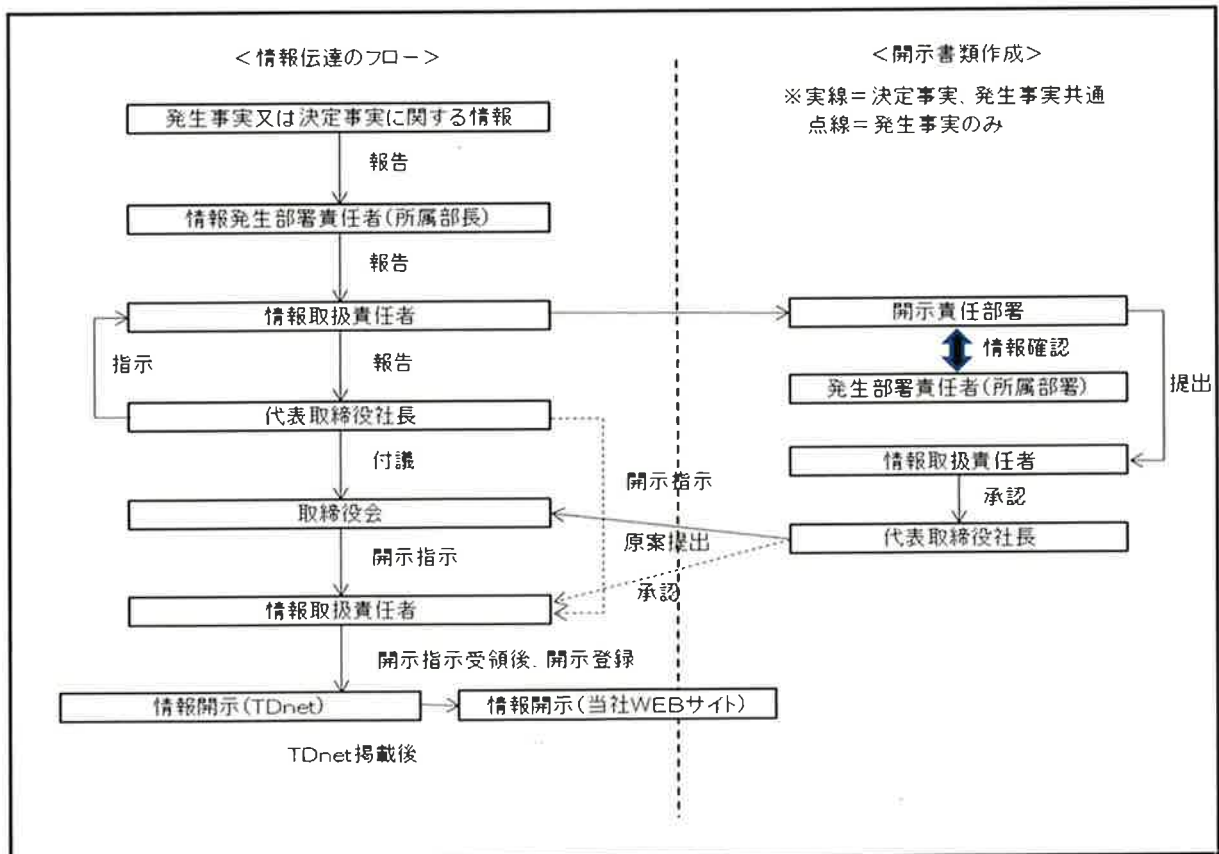 <情報伝達のフロー>
発生事実又は決定事実に関する情報
報告
情報発生部署責任者(所属部長)
報告
情報取扱責任者
指示
報告
代表取締役社長
付議
開示指示
取締役会
原案提出
開示指示
承認
情報取扱責任者
開示指示受領後、開示登録
情報開示(TDnet)
情報開示(当社WEBサイト)
TDnet掲載後
<開示書類作成>
※実線=決定事実、発生事実共通
点線=発生事実のみ
開示責任部署
情報確認
発生部署責任者(所属部署)
提出
情報取扱責任者
承認
代表取締役社長